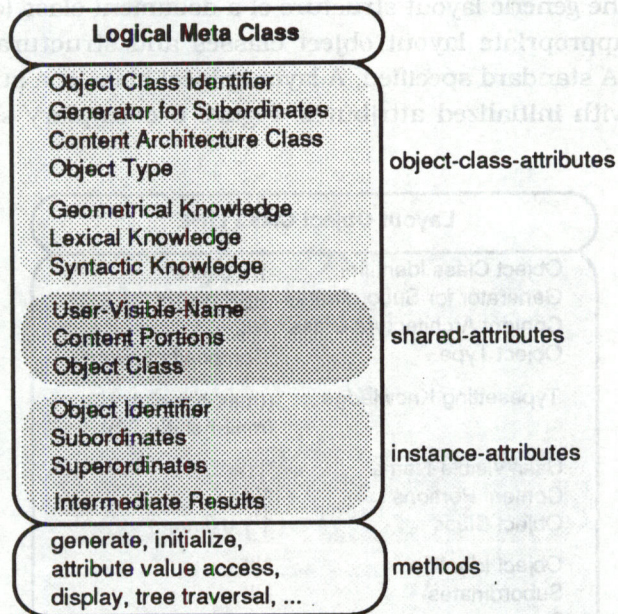 Logical Meta Class
Object Class Identifier
Generator for Subordinates
Content Architecture Class
Object Type
Geometrical Knowledge
Lexical Knowledge
Syntactic Knowledge
object-class-attributes
User-Visible-Name
Content Portions
Object Class
shared-attributes
Object Identifier
Subordinates
Superordinates
Intermediate Results
instance-attributes
generate, initialize,
attribute value access,
display, tree traversal, ...
methods